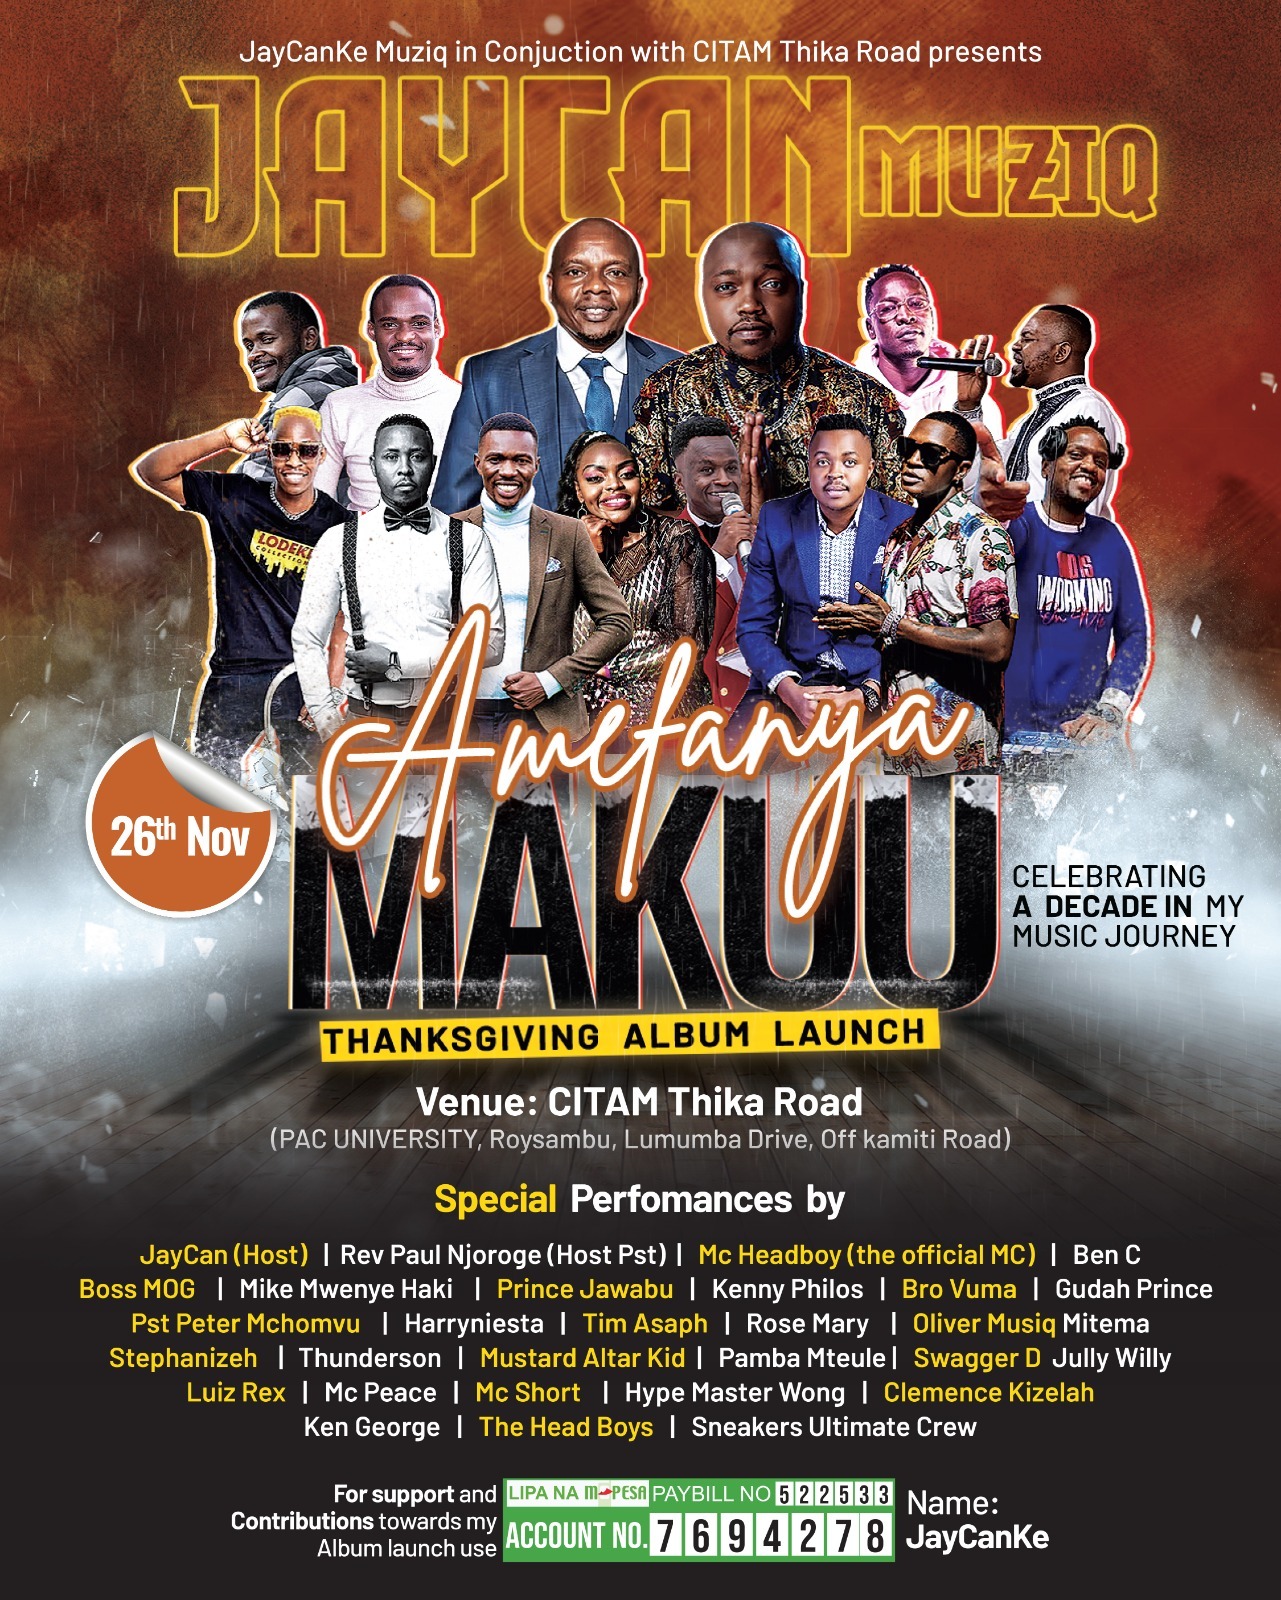 JayCanKe Muziq in Conjuction with CITAM Thika Road presents
JAYCAN MUZIQ
LODEKI
COLLECTION
WORKING
Amefanya
MAKUU
26th Nov
CELEBRATING
A DECADE IN MY
MUSIC JOURNEY
THANKSGIVING ALBUM LAUNCH
Venue: CITAM Thika Road
(PAC UNIVERSITY, Roysambu, Lumumba Drive, Off kamiti Road)
Special Perfomances by
JayCan (Host) | Rev Paul Njoroge (Host Pst) | Mc Headboy (the official MC) | Ben C
Boss MOG | Mike Mwenye Haki | Prince Jawabu | Kenny Philos | Bro Vuma | Gudah Prince
Pst Peter Mchomvu | Harryniesta | Tim Asaph | Rose Mary | Oliver Musiq Mitema
Stephanizeh | Thunderson | Mustard Altar Kid | Pamba Mteule | Swagger D Jully Willy
Luiz Rex | Mc Peace | Mc Short | Hype Master Wong | Clemence Kizelah
Ken George | The Head Boys | Sneakers Ultimate Crew
For support and
Contributions towards my
Album launch use
LIPA NA M-PESA PAYBILL NO 522533
ACCOUNT NO. 7694278
Name:
JayCanKe